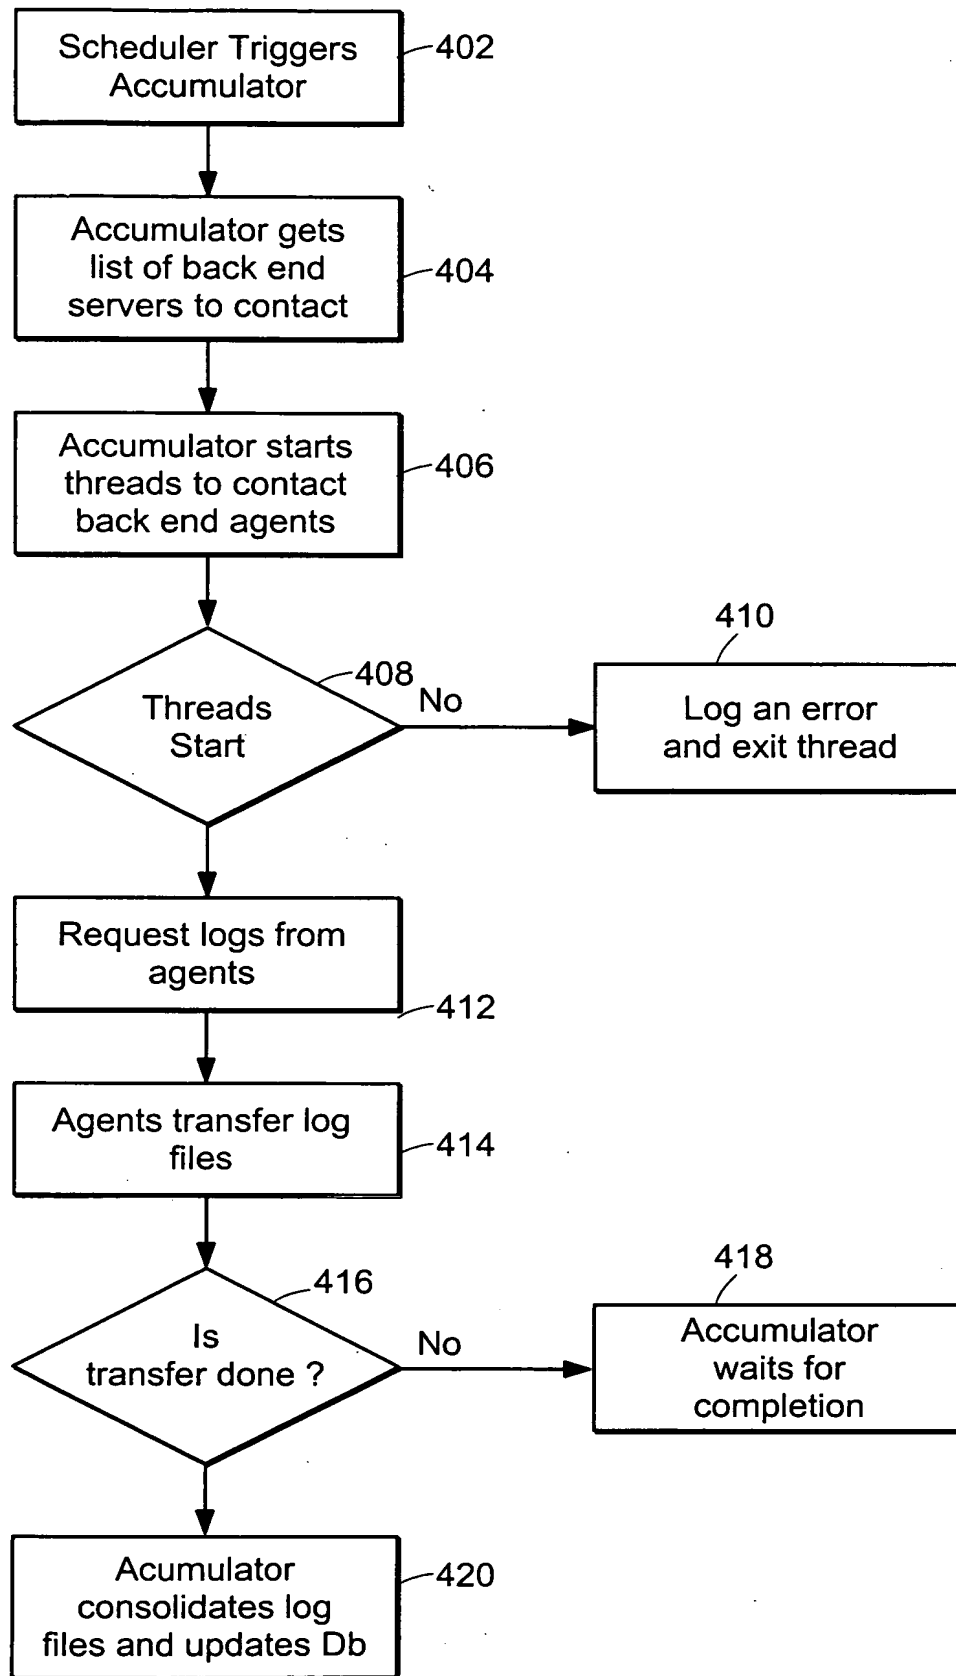 Scheduler Triggers
Accumulator
402
Accumulator gets
list of back end
servers to contact
404
Accumulator starts
threads to contact
back end agents
406
Threads
Start
408
No
410
Log an error
and exit thread
Request logs from
agents
412
Agents transfer log
files
414
Is
transfer done ?
416
No
418
Accumulator
waits for
completion
Acumulator
consolidates log
files and updates Db
420